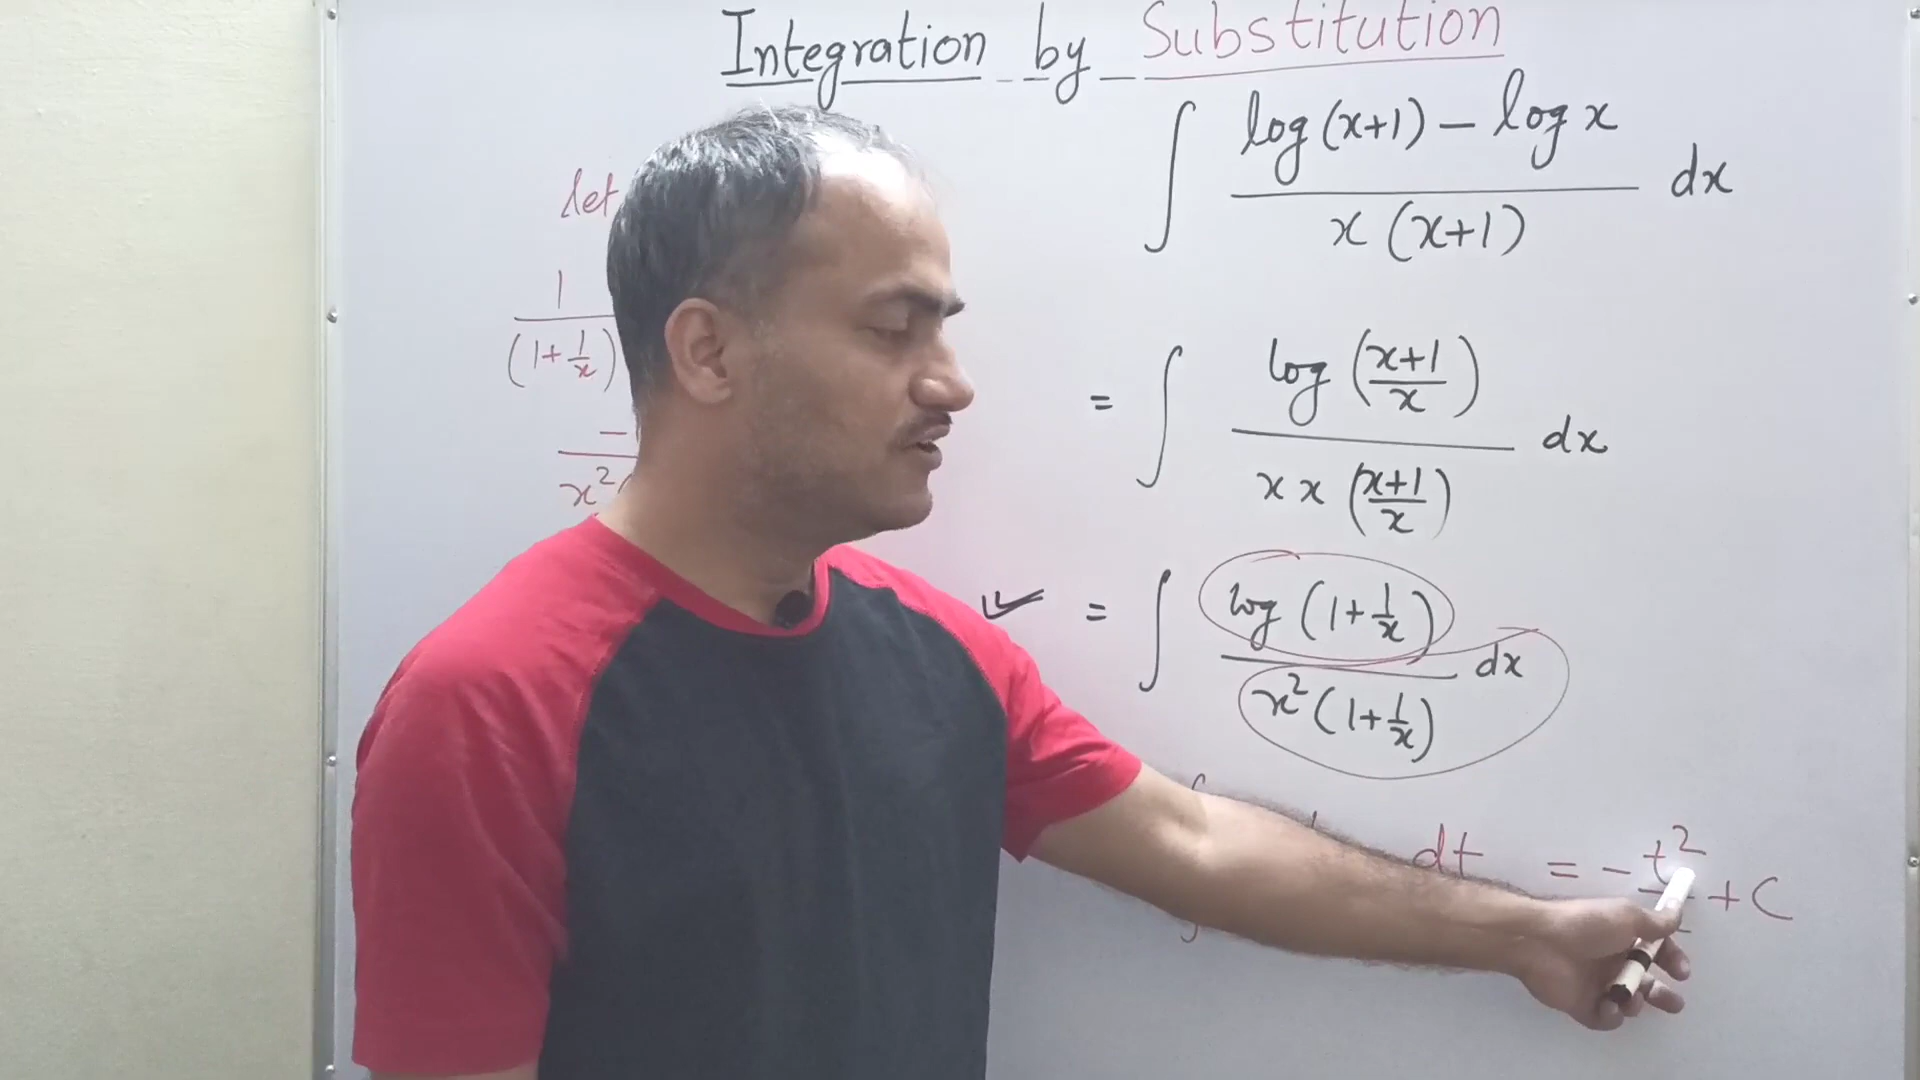 Integration by Substitution
∫ log(x+1) – log x / x (x+1) dx
let
1 / (1+1/x)
= ∫ log (x+1/x) / x x (x+1/x) dx
– / x²(
✓ = ∫ log (1+1/x) / x² (1+1/x) dx
∫ dt = - t² / + C